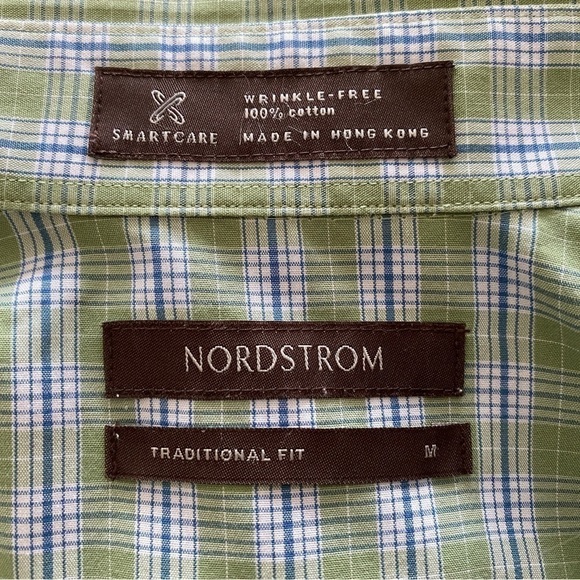 SMARTCARE
WRINKLE-FREE
100% cotton
MADE IN HONG KONG
NORDSTROM
TRADITIONAL FIT M